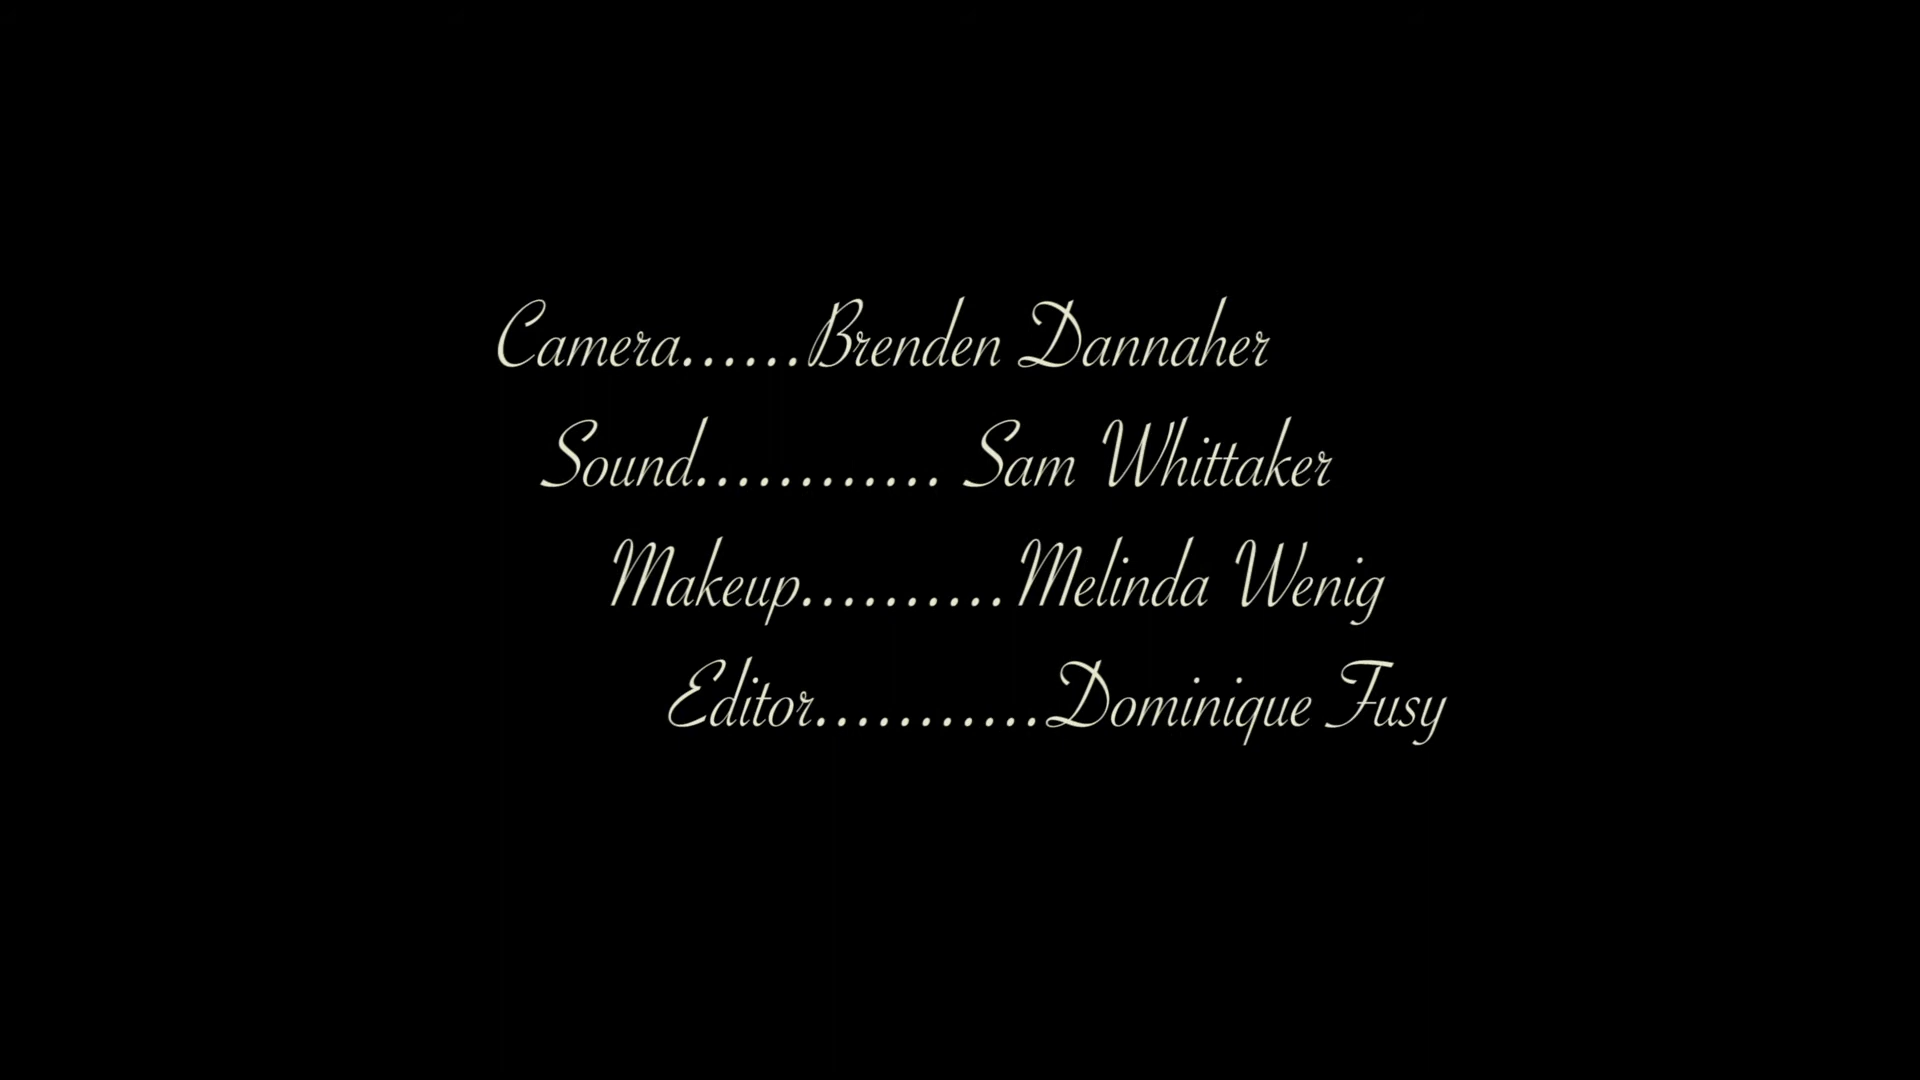 Camera......Brenden Dannaher
Sound............ Sam Whittaker
Makeup..........Melinda Wenig
Editor...........Dominique Fusy